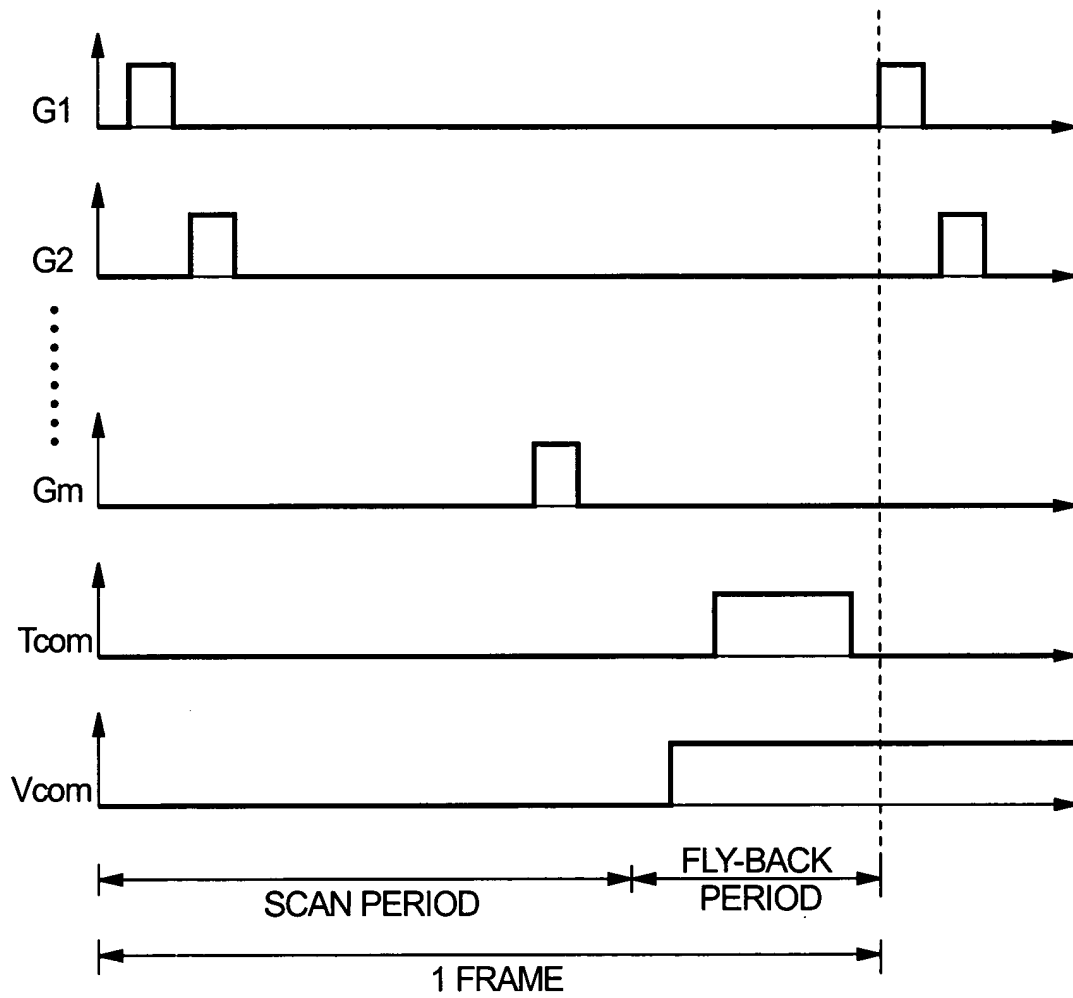 G1
G2
Gm
Tcom
Vcom
SCAN PERIOD
FLY-BACK
PERIOD
1 FRAME